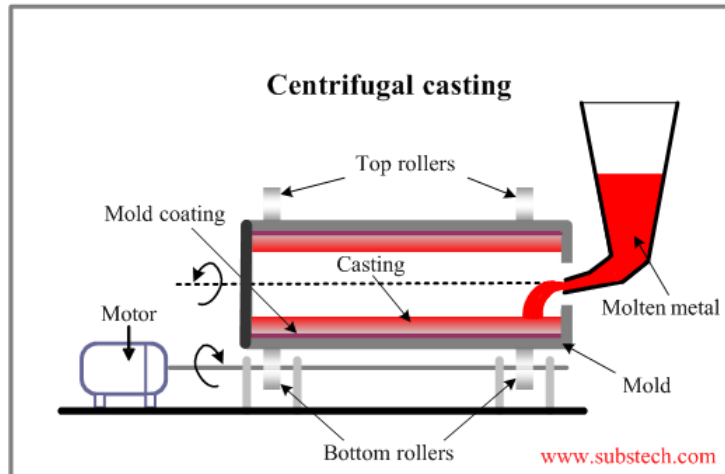 Centrifugal casting
Top rollers
Mold coating
Casting
Molten metal
Motor
Mold
Bottom rollers
www.substech.com